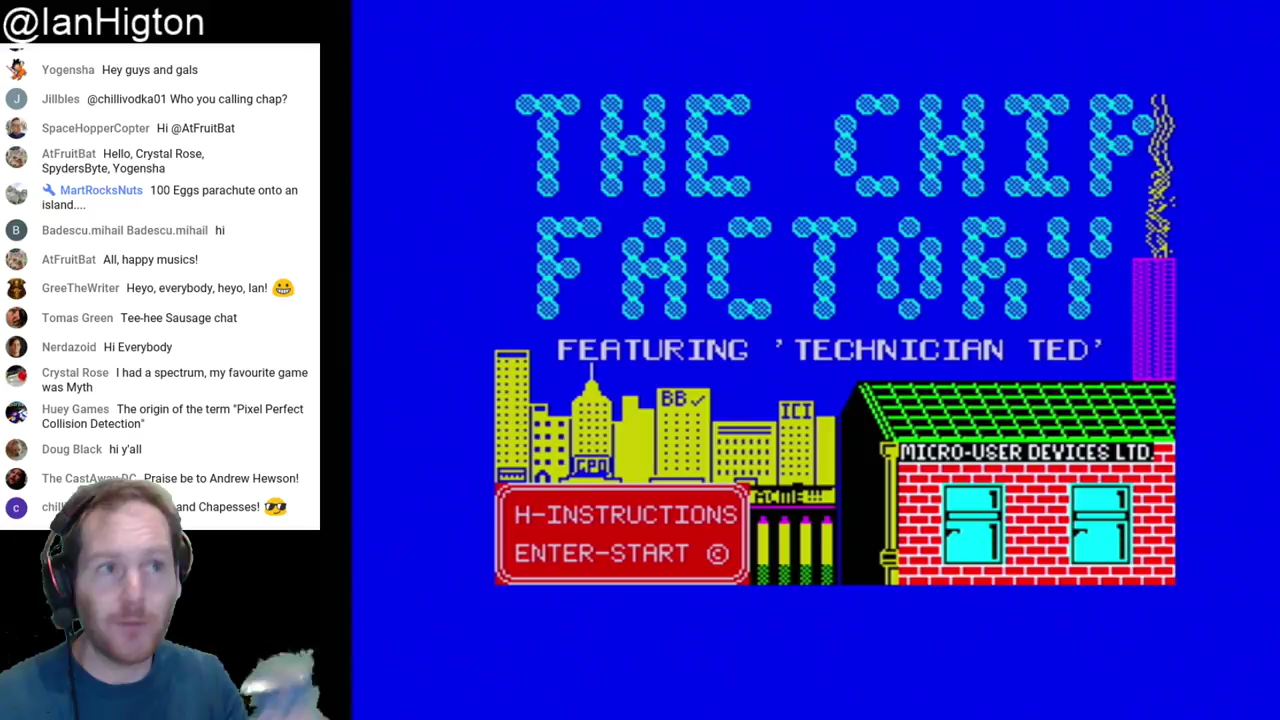 @IanHigton
Yogensha Hey guys and gals
J Jillbles @chillivodka01 Who you calling chap?
SpaceHopperCopter Hi @AtFruitBat
AtFruitBat Hello, Crystal Rose,
SpydersByte, Yogensha
MartRocksNuts 100 Eggs parachute onto an
island....
B Badescu.mihail Badescu.mihail hi
AtFruitBat All, happy musics!
GreeTheWriter Heyo, everybody, heyo, Ian!
Tomas Green Tee-hee Sausage chat
Nerdazoid Hi Everybody
Crystal Rose I had a spectrum, my favourite game
was Myth
Huey Games The origin of the term "Pixel Perfect
Collision Detection"
Doug Black hi y'all
The CastAway PC Praise be to Andrew Hewson!
c chil and Chapesses!
THE CHIP
FACTORY
FEATURING 'TECHNICIAN TED'
BB
ICI
GPO
MICRO-USER DEVICES LTD.
ACME
H-INSTRUCTIONS
ENTER-START ©